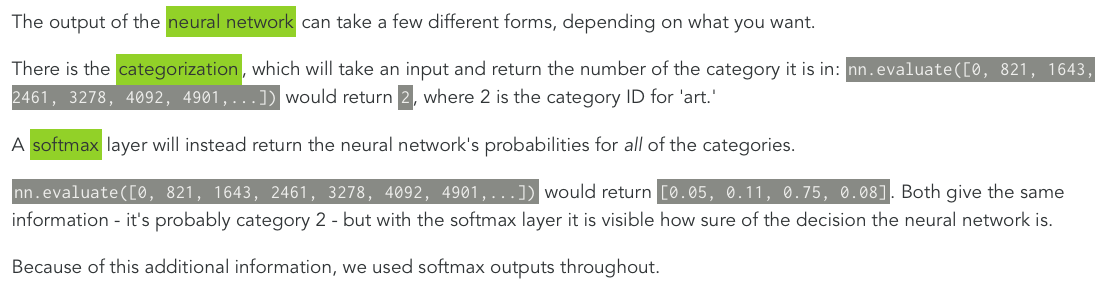 The output of the neural network can take a few different forms, depending on what you want.
There is the categorization, which will take an input and return the number of the category it is in: nn.evaluate([0, 821, 1643,
2461, 3278, 4092, 4901,...]) would return 2, where 2 is the category ID for 'art.'
A softmax layer will instead return the neural network's probabilities for all of the categories.
nn.evaluate([0, 821, 1643, 2461, 3278, 4092, 4901,...]) would return [0.05, 0.11, 0.75, 0.08]. Both give the same
information - it's probably category 2 - but with the softmax layer it is visible how sure of the decision the neural network is.
Because of this additional information, we used softmax outputs throughout.